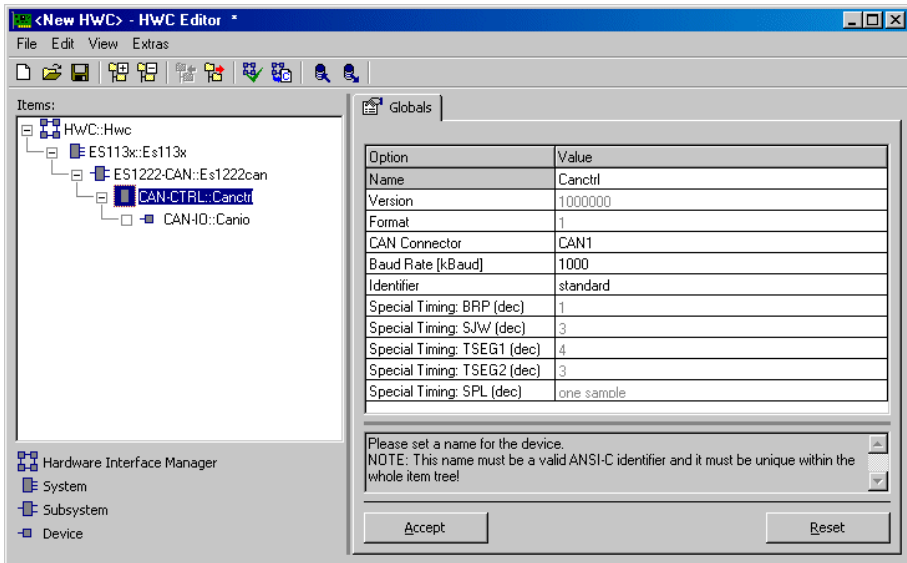 <New HWC> - HWC Editor *
File Edit View Extras
Items:
HWC::Hwc
ES113x::Es113x
ES1222-CAN::Es1222can
CAN-CTRL::Canctrl
CAN-IO::Canio
Hardware Interface Manager
System
Subsystem
Device
Globals
Option Value
Name Canctrl
Version 1000000
Format 1
CAN Connector CAN1
Baud Rate [kBaud] 1000
Identifier standard
Special Timing: BRP (dec) 1
Special Timing: SJW (dec) 3
Special Timing: TSEG1 (dec) 4
Special Timing: TSEG2 (dec) 3
Special Timing: SPL (dec) one sample
Please set a name for the device.
NOTE: This name must be a valid ANSI-C identifier and it must be unique within the
whole item tree!
Accept Reset